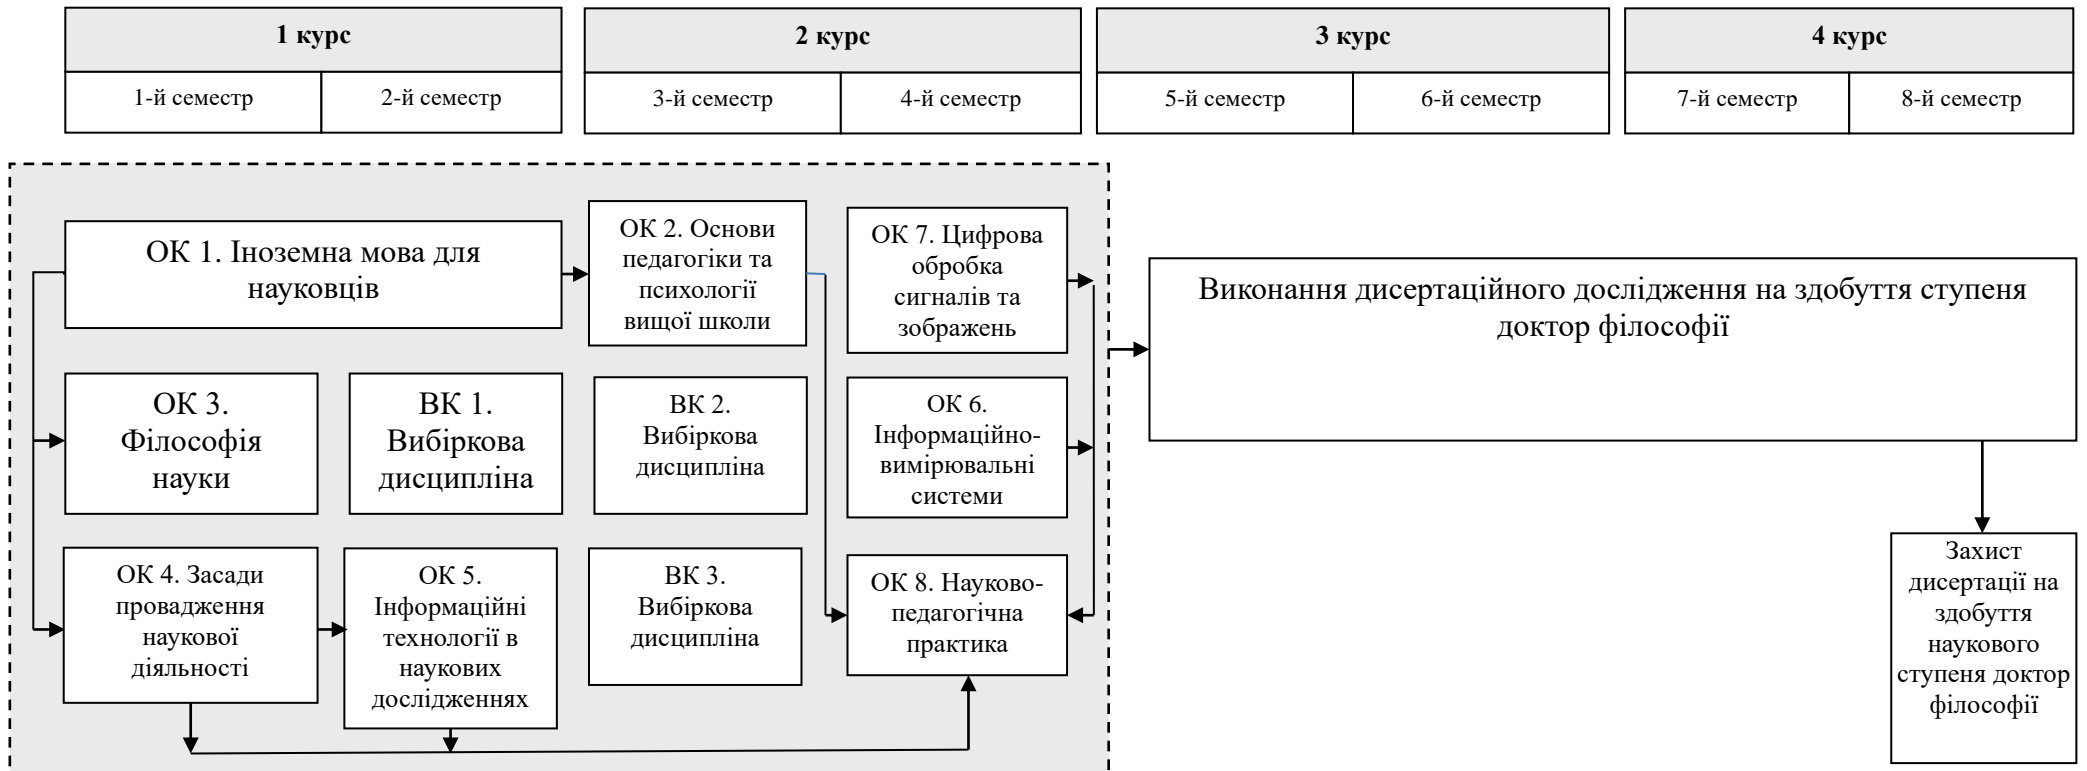 1 курс
2 курс
3 курс
4 курс
1-й семестр
2-й семестр
3-й семестр
4-й семестр
5-й семестр
6-й семестр
7-й семестр
8-й семестр
ОК 1. Іноземна мова для
науковців
ОК 2. Основи
педагогіки та
психології
вищої школи
ОК 7. Цифрова
обробка
сигналів та
зображень
Виконання дисертаційного дослідження на здобуття ступеня
доктор філософії
ОК 3.
Філософія
науки
ВК 1.
Вибіркова
дисципліна
ВК 2.
Вибіркова
дисципліна
ОК 6.
Інформаційно-
вимірювальні
системи
ОК 4. Засади
провадження
наукової
діяльності
ОК 5.
Інформаційні
технології в
наукових
дослідженнях
ВК 3.
Вибіркова
дисципліна
ОК 8. Науково-
педагогічна
практика
Захист
дисертації на
здобуття
наукового
ступеня доктор
філософії